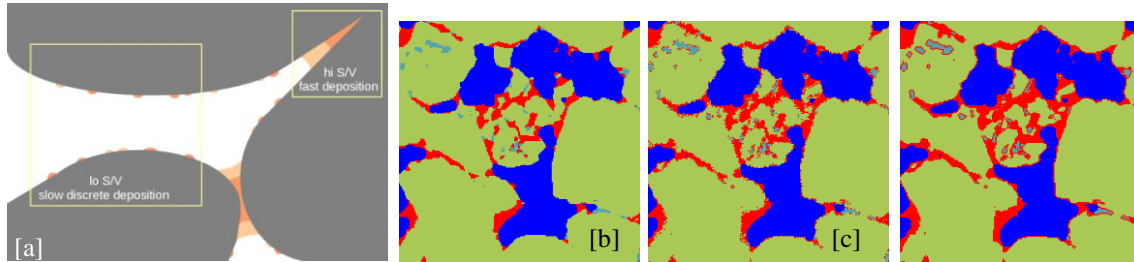 hi S/V
fast deposition
lo S/V
slow discrete deposition
[a]
[b]
[c]